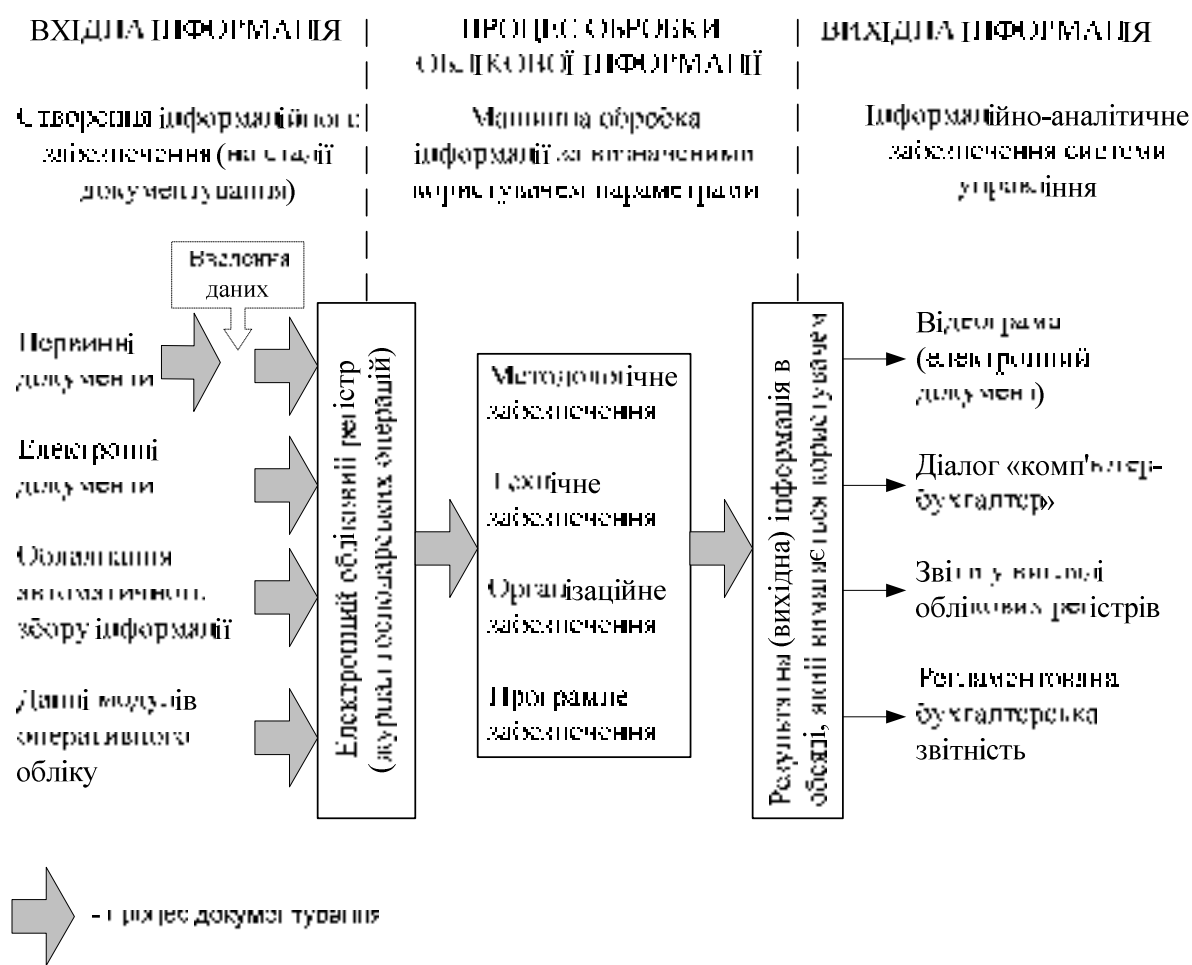 ВХІДНА ІНФОРМАЦІЯ
ПРОЦЕС ОБРОБКИ
ОБЛІКОВОЇ ІНФОРМАЦІЇ
ВИХІДНА ІНФОРМАЦІЯ
Створення інформаційного
забезпечення (на стадії
документування)
Машинна обробка
інформації за визначеними
користувачем параметрами
Інформаційно-аналітичне
забезпечення системи
управління
Введення
даних
Первинні
документи
Електронні
документи
Обладнання
автоматичного
збору інформації
Данні модулів
оперативного
обліку
Електронний обліковий регістр
(журнал господарських операцій)
Методологічне
забезпечення
Технічне
забезпечення
Організаційне
забезпечення
Програмне
забезпечення
Результатна (вихідна) інформація в
обсязі, який вимагається користувачем
Відеограма
(електронний
документ)
Діалог «комп'ютер-
бухгалтер»
Звіти у вигляді
облікових регістрів
Регламентована
бухгалтерська
звітність
- процес документування